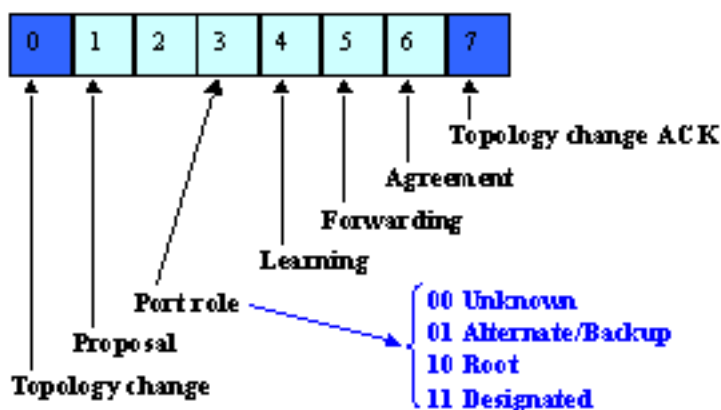 0 1 2 3 4 5 6 7
Topology change ACK
Agreement
Forwarding
Learning
Port role
00 Unknown
01 Alternate/Backup
10 Root
11 Designated
Proposal
Topology change